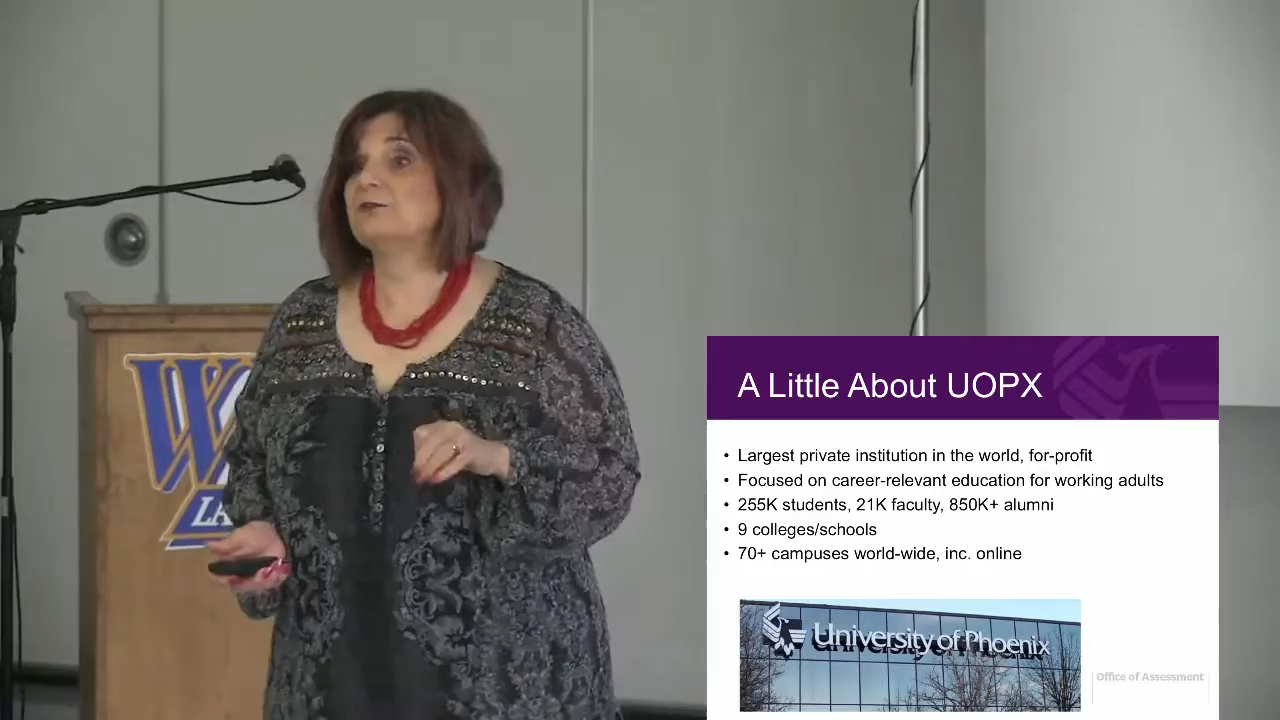 LA
A Little About UOPX
• Largest private institution in the world, for-profit
• Focused on career-relevant education for working adults
• 255K students, 21K faculty, 850K+ alumni
• 9 colleges/schools
• 70+ campuses world-wide, inc. online
University of Phoenix
Office of Assessment